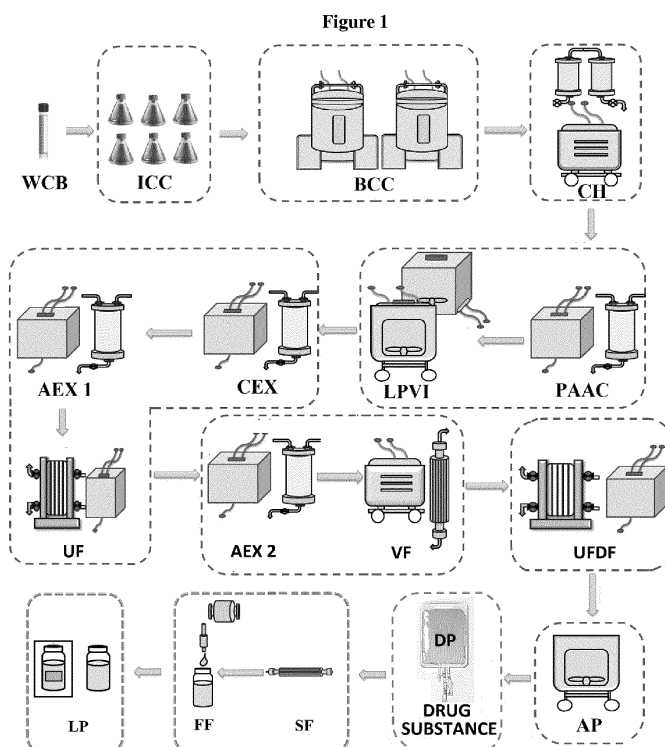 Figure 1
WCB
ICC
BCC
CH
AEX 1
CEX
LPVI
PAAC
UF
AEX 2
VF
UFDF
LP
FF
SF
DP
DRUG
SUBSTANCE
AP